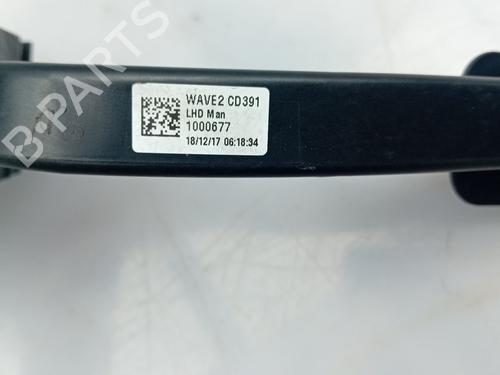 WAVE2 CD391
LHD Man
1000677
18/12/17 06:18:34
B-PARTS